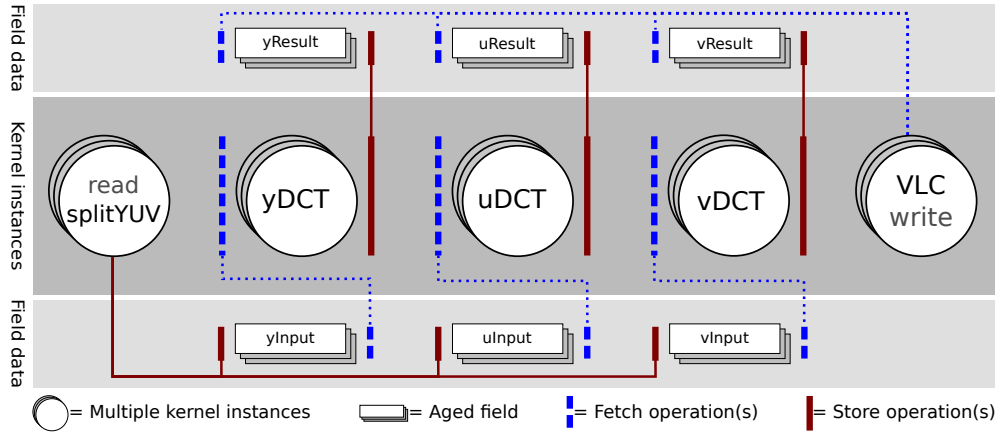 Field data
yResult
uResult
vResult
Kernel instances
read
splitYUV
yDCT
uDCT
vDCT
VLC
write
Field data
yInput
uInput
vInput
= Multiple kernel instances
= Aged field
= Fetch operation(s)
= Store operation(s)